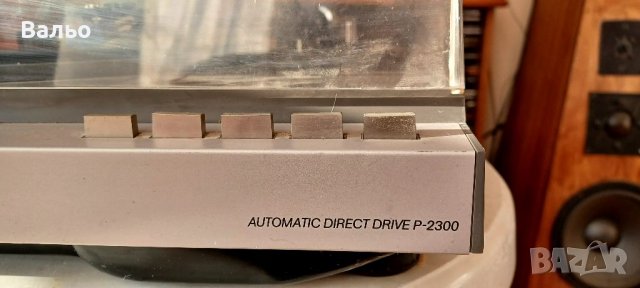 Вальо
AUTOMATIC DIRECT DRIVE P-2300
BAZAR